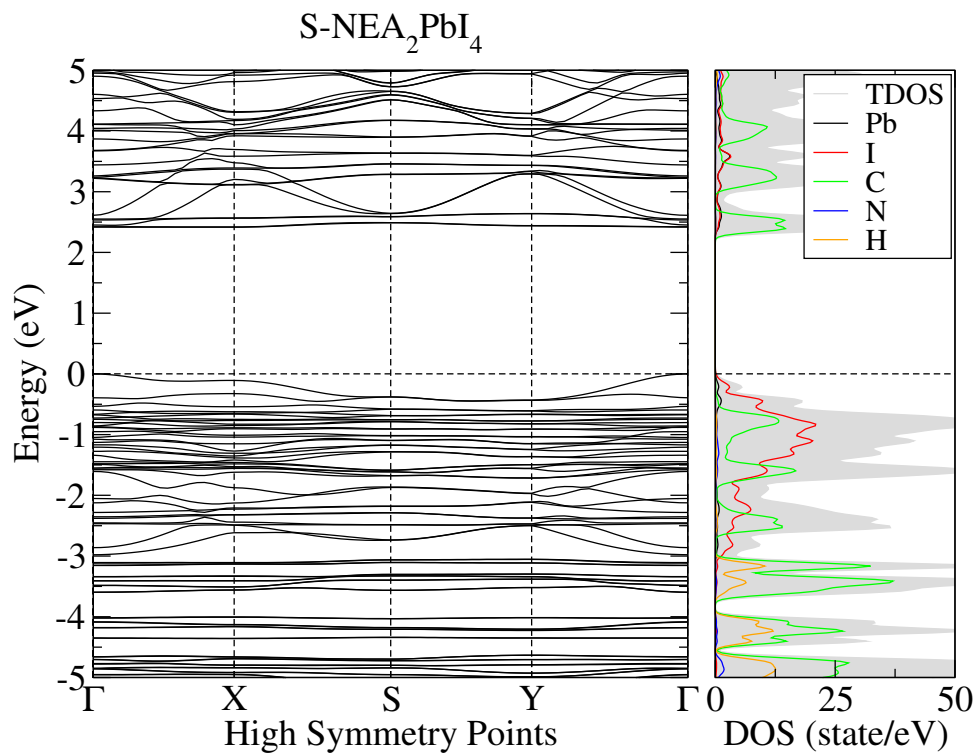 S-NEA₂PbI₄
5
4
3
2
1
0
-1
-2
-3
-4
-5
Energy (eV)
Γ X S Y Γ
High Symmetry Points
TDOS
Pb
I
C
N
H
0 25 50
DOS (state/eV)